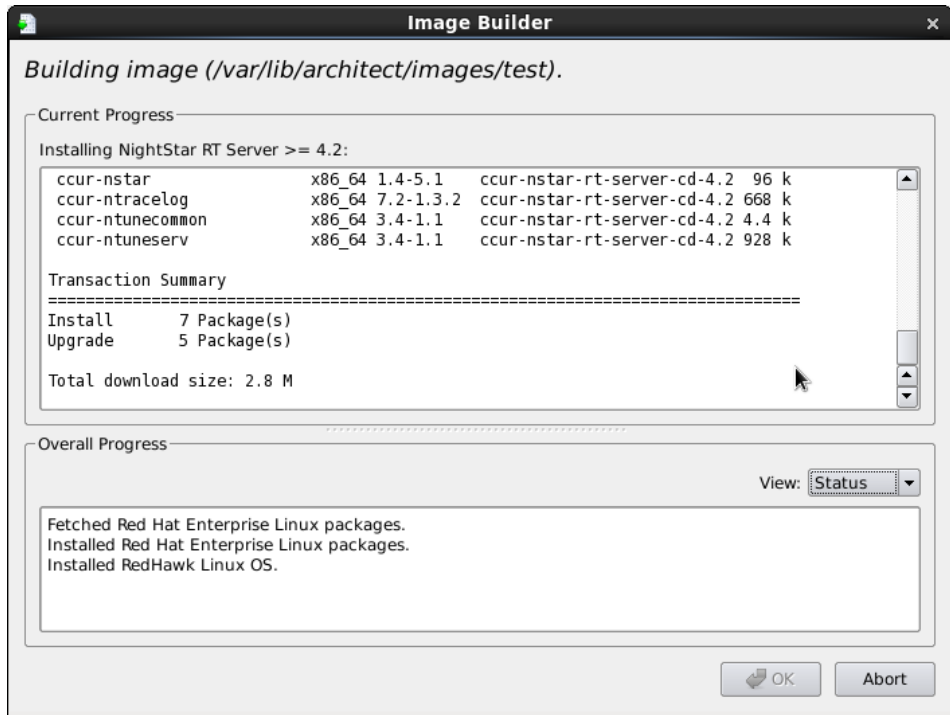 Image Builder
Building image (/var/lib/architect/images/test).
Current Progress
Installing NightStar RT Server >= 4.2:
ccur-nstar x86_64 1.4-5.1 ccur-nstar-rt-server-cd-4.2 96 k
ccur-ntracelog x86_64 7.2-1.3.2 ccur-nstar-rt-server-cd-4.2 668 k
ccur-ntunecommon x86_64 3.4-1.1 ccur-nstar-rt-server-cd-4.2 4.4 k
ccur-ntuneserv x86_64 3.4-1.1 ccur-nstar-rt-server-cd-4.2 928 k
Transaction Summary
================================================================================
Install 7 Package(s)
Upgrade 5 Package(s)
Total download size: 2.8 M
Overall Progress
View: Status
Fetched Red Hat Enterprise Linux packages.
Installed Red Hat Enterprise Linux packages.
Installed RedHawk Linux OS.
OK Abort